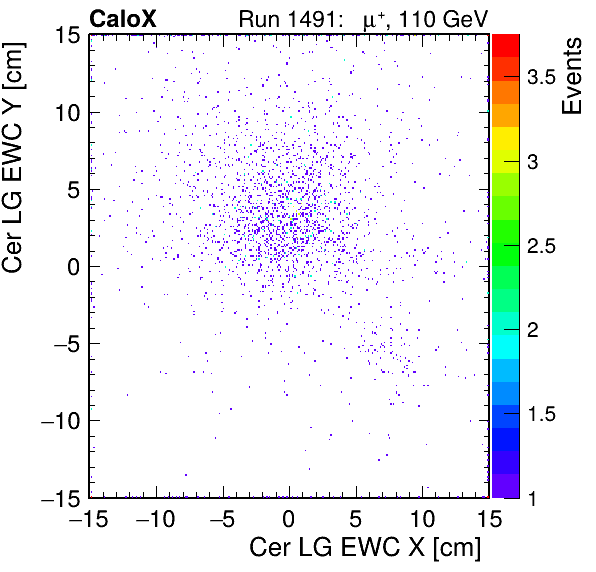 CaloX Run 1491: μ⁺, 110 GeV
Cer LG EWC Y [cm]
15
10
5
0
−5
−10
−15
−15 −10 −5 0 5 10 15
Cer LG EWC X [cm]
Events
3.5
3
2.5
2
1.5
1